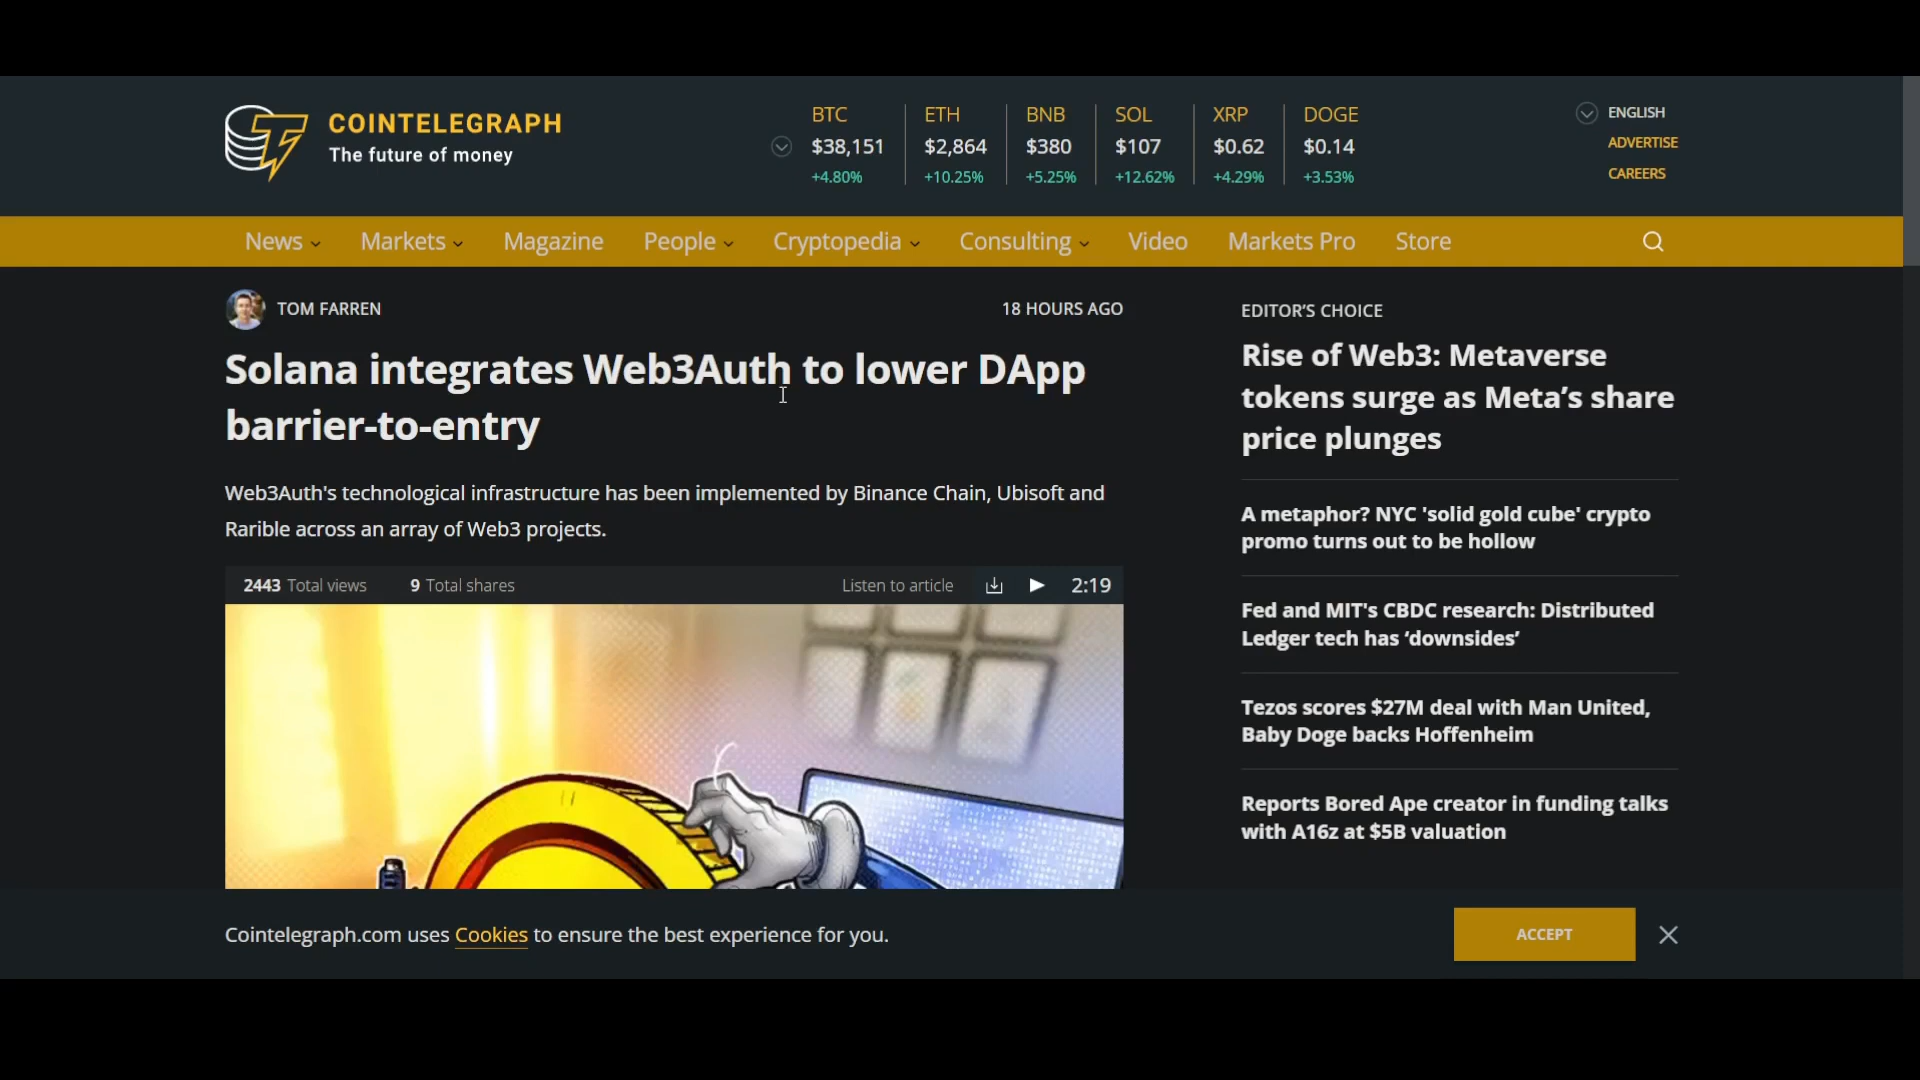 COINTELEGRAPH
The future of money
BTC
$38,151
+4.80%
ETH
$2,864
+10.25%
BNB
$380
+5.25%
SOL
$107
+12.62%
XRP
$0.62
+4.29%
DOGE
$0.14
+3.53%
ENGLISH
ADVERTISE
CAREERS
News Markets Magazine People Cryptopedia Consulting Video Markets Pro Store
TOM FARREN 18 HOURS AGO
Solana integrates Web3Auth to lower DApp
barrier-to-entry
Web3Auth's technological infrastructure has been implemented by Binance Chain, Ubisoft and
Rarible across an array of Web3 projects.
2443 Total views 9 Total shares Listen to article 2:19
EDITOR'S CHOICE
Rise of Web3: Metaverse
tokens surge as Meta’s share
price plunges
A metaphor? NYC 'solid gold cube' crypto
promo turns out to be hollow
Fed and MIT's CBDC research: Distributed
Ledger tech has ‘downsides’
Tezos scores $27M deal with Man United,
Baby Doge backs Hoffenheim
Reports Bored Ape creator in funding talks
with A16z at $5B valuation
Cointelegraph.com uses Cookies to ensure the best experience for you.
ACCEPT